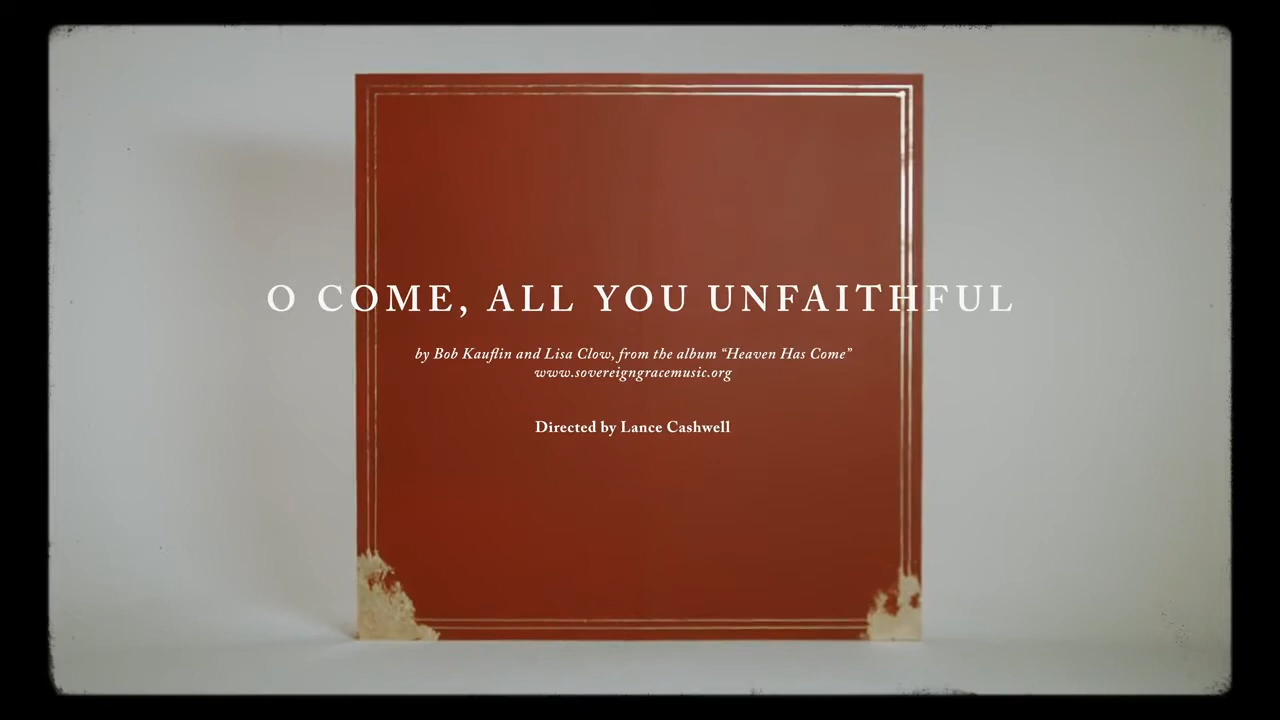 O COME, ALL YOU UNFAITHFUL
by Bob Kauflin and Lisa Clow, from the album “Heaven Has Come”
www.sovereigngracemusic.org
Directed by Lance Cashwell